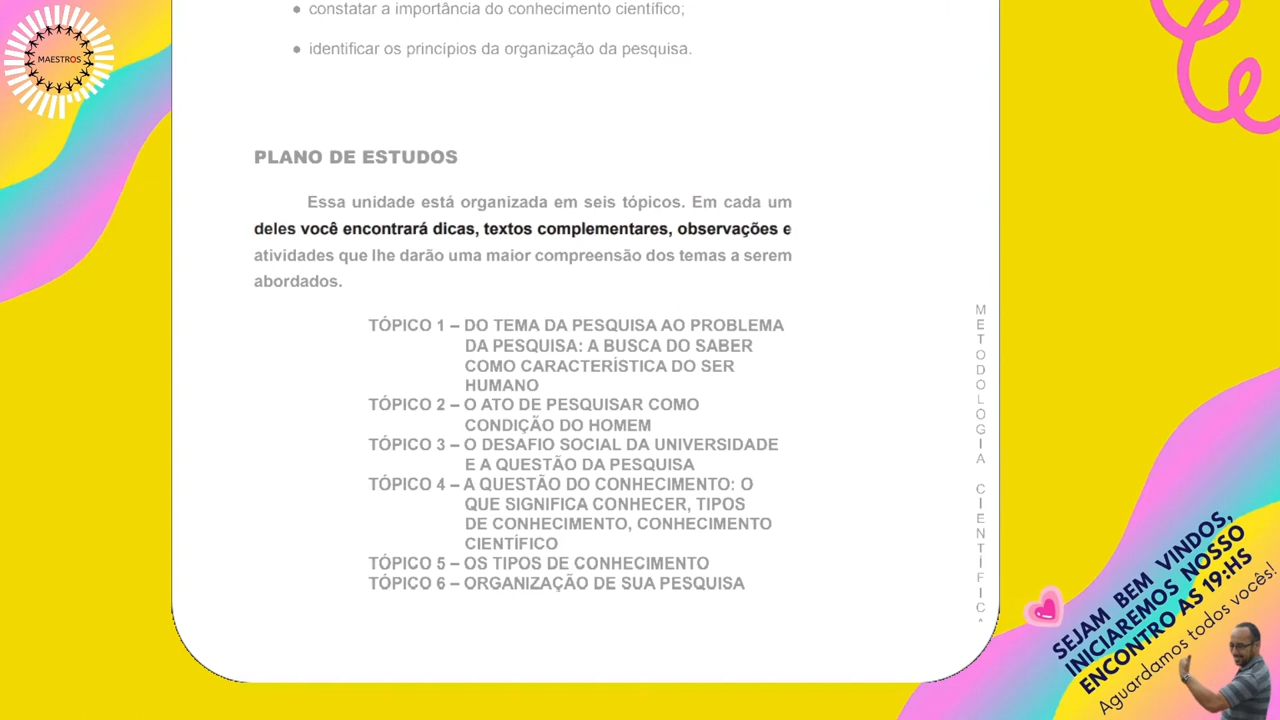 MAESTROS
● constatar a importância do conhecimento científico;
● identificar os princípios da organização da pesquisa.
PLANO DE ESTUDOS
Essa unidade está organizada em seis tópicos. Em cada um
deles você encontrará dicas, textos complementares, observações e
atividades que lhe darão uma maior compreensão dos temas a serem
abordados.
TÓPICO 1 – DO TEMA DA PESQUISA AO PROBLEMA
DA PESQUISA: A BUSCA DO SABER
COMO CARACTERÍSTICA DO SER
HUMANO
TÓPICO 2 – O ATO DE PESQUISAR COMO
CONDIÇÃO DO HOMEM
TÓPICO 3 – O DESAFIO SOCIAL DA UNIVERSIDADE
E A QUESTÃO DA PESQUISA
TÓPICO 4 – A QUESTÃO DO CONHECIMENTO: O
QUE SIGNIFICA CONHECER, TIPOS
DE CONHECIMENTO, CONHECIMENTO
CIENTÍFICO
TÓPICO 5 – OS TIPOS DE CONHECIMENTO
TÓPICO 6 – ORGANIZAÇÃO DE SUA PESQUISA
METODOLOGIA CIENTÍFIC
SEJAM BEM VINDOS,
INICIAREMOS NOSSO
ENCONTRO AS 19:HS
Aguardamos todos vocês!